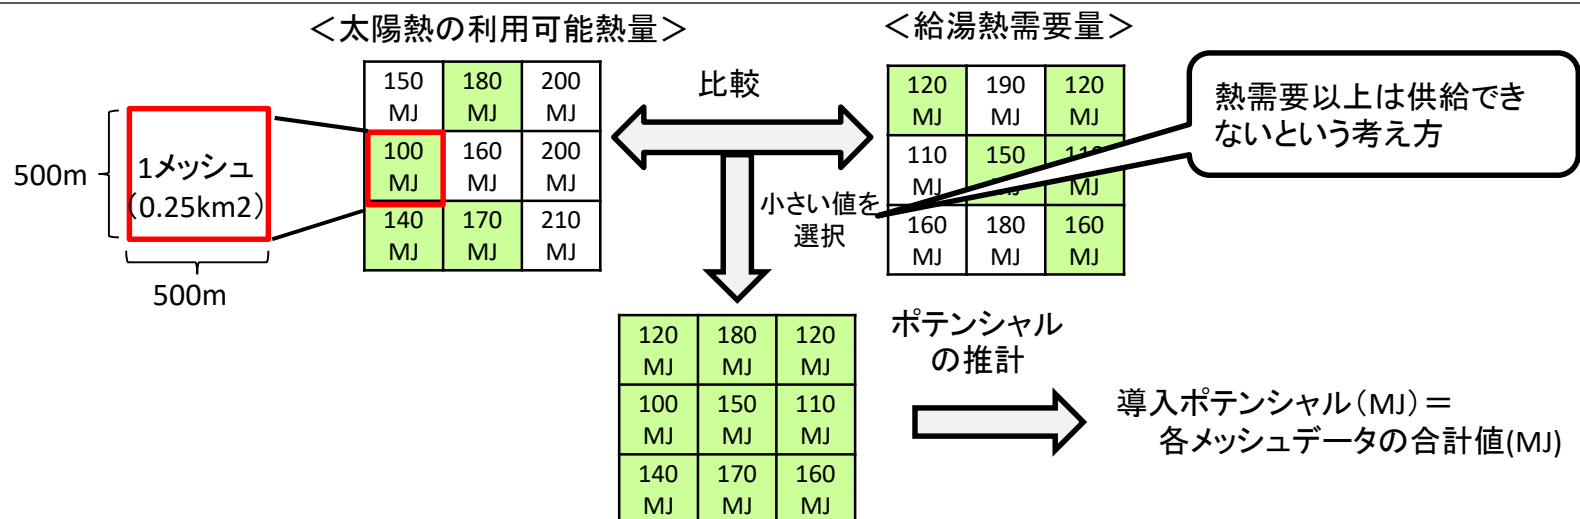 ＜太陽熱の利用可能熱量＞
＜給湯熱需要量＞
150 MJ 180 MJ 200 MJ
100 MJ 160 MJ 200 MJ
140 MJ 170 MJ 210 MJ
500m
1メッシュ
（0.25km2）
500m
比較
小さい値を
選択
120 MJ 190 MJ 120 MJ
110 MJ 150 MJ 110 MJ
160 MJ 180 MJ 160 MJ
熱需要以上は供給でき
ないという考え方
120 MJ 180 MJ 120 MJ
100 MJ 150 MJ 110 MJ
140 MJ 170 MJ 160 MJ
ポテンシャル
の推計
導入ポテンシャル（MJ）＝
各メッシュデータの合計値(MJ)